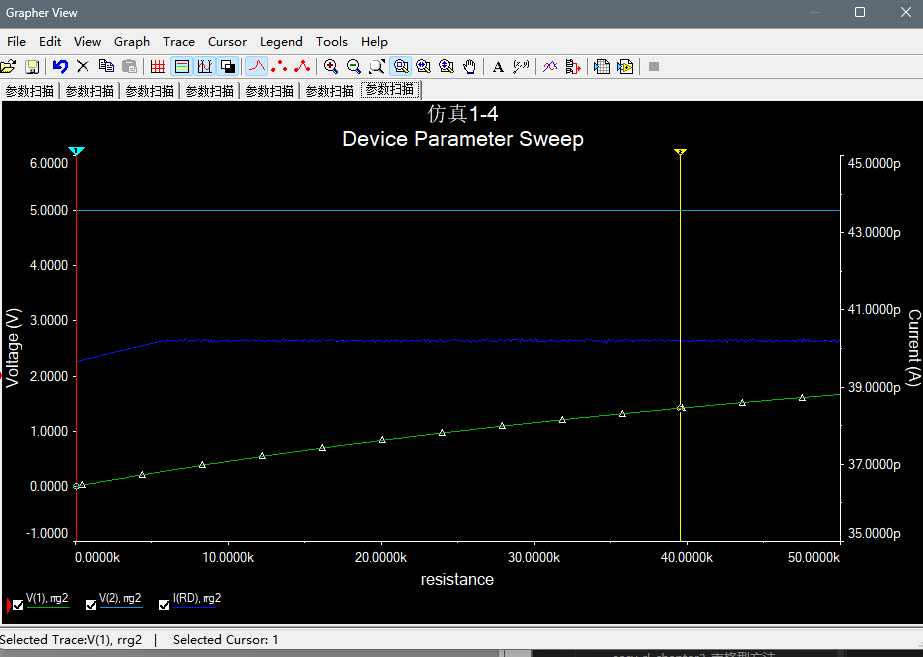 Grapher View
File Edit View Graph Trace Cursor Legend Tools Help
A
参数扫描 参数扫描 参数扫描 参数扫描 参数扫描 参数扫描 参数扫描
仿真1-4
Device Parameter Sweep
1 2
6.0000 45.0000p
5.0000 43.0000p
4.0000 41.0000p
3.0000 39.0000p
2.0000 37.0000p
1.0000 35.0000p
0.0000
-1.0000
Voltage (V)
Current (A)
0.0000k 10.0000k 20.0000k 30.0000k 40.0000k 50.0000k
resistance
V(1), rrg2 V(2), rrg2 I(RD), rrg2
Selected Trace:V(1), rrg2 | Selected Cursor: 1